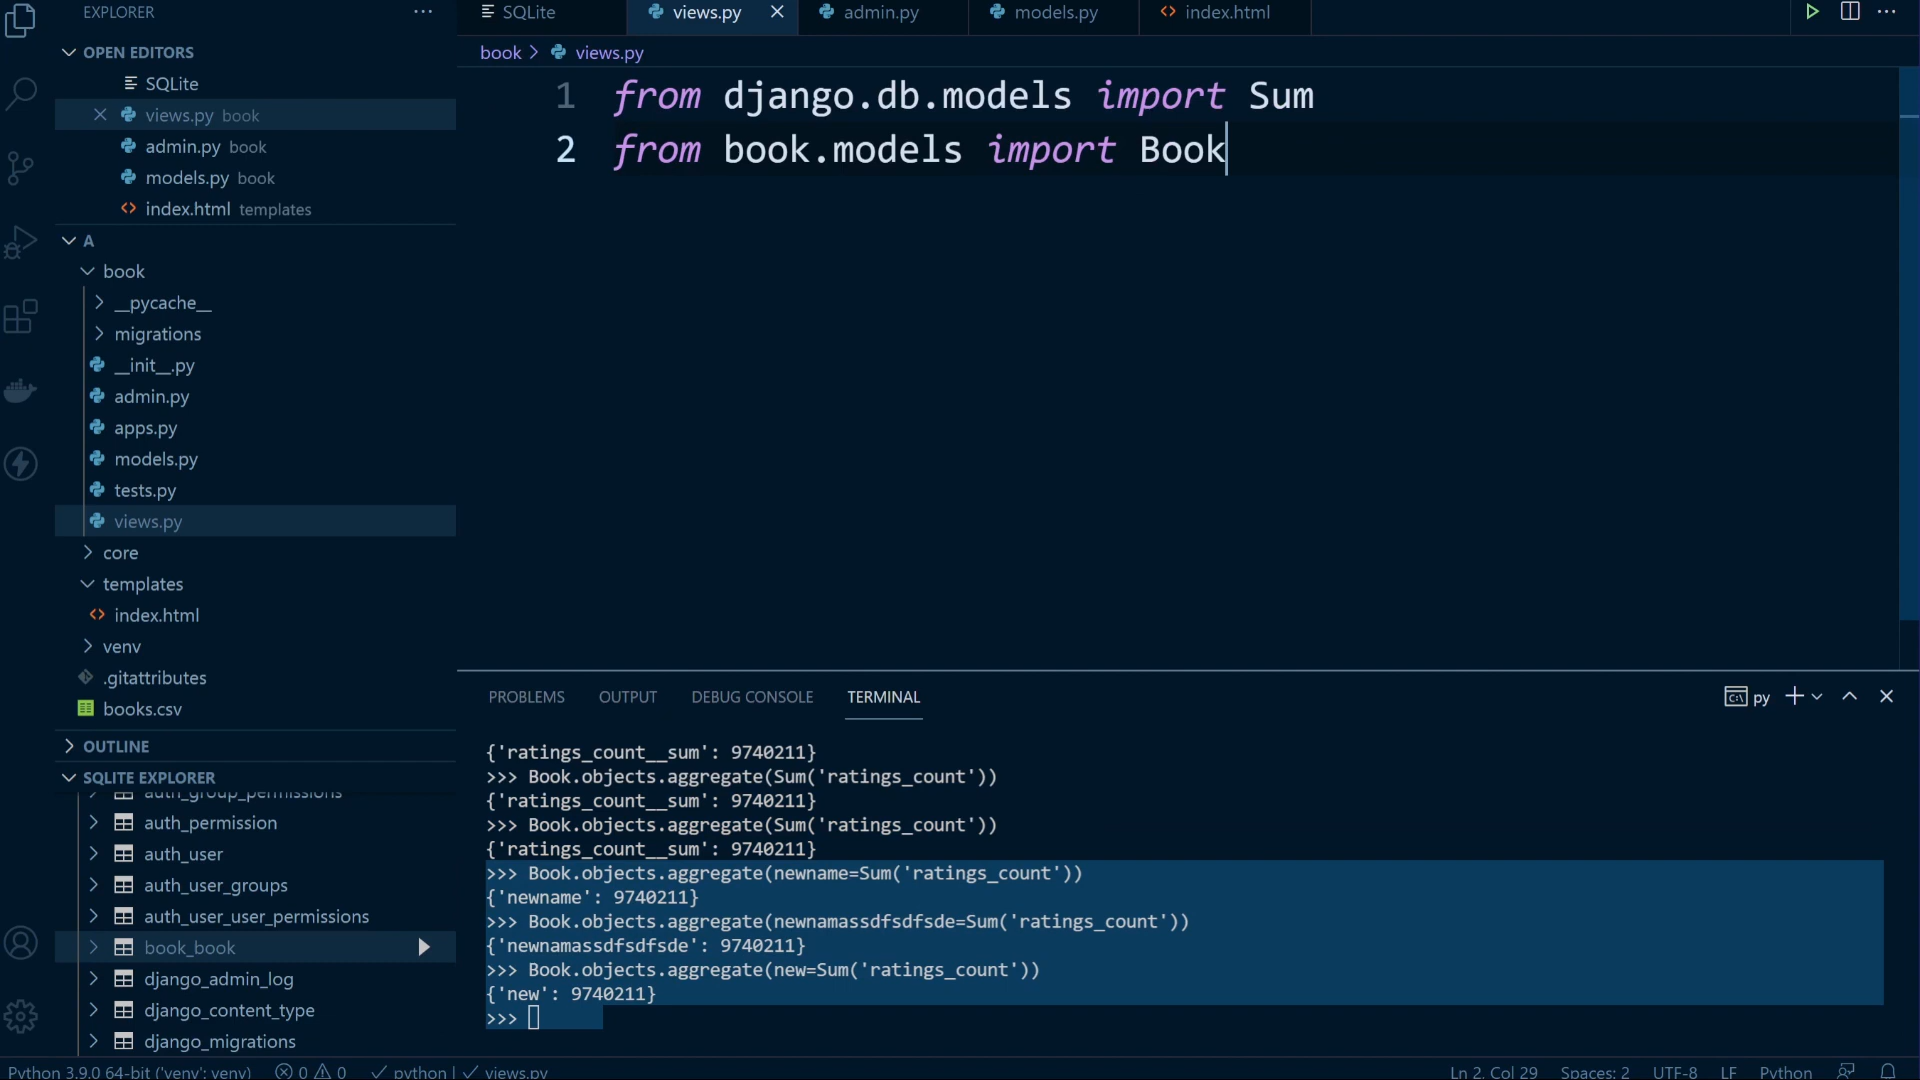 EXPLORER
SQLite
views.py
admin.py
models.py
index.html
OPEN EDITORS
SQLite
views.py book
admin.py book
models.py book
index.html templates
A
book
__pycache__
migrations
__init__.py
admin.py
apps.py
models.py
tests.py
views.py
core
templates
index.html
venv
.gitattributes
books.csv
OUTLINE
SQLITE EXPLORER
auth_group_permissions
auth_permission
auth_user
auth_user_groups
auth_user_user_permissions
book_book
django_admin_log
django_content_type
django_migrations
book > views.py
1 from django.db.models import Sum
2 from book.models import Book
PROBLEMS OUTPUT DEBUG CONSOLE TERMINAL
py
{'ratings_count__sum': 9740211}
>>> Book.objects.aggregate(Sum('ratings_count'))
{'ratings_count__sum': 9740211}
>>> Book.objects.aggregate(Sum('ratings_count'))
{'ratings_count__sum': 9740211}
>>> Book.objects.aggregate(newname=Sum('ratings_count'))
{'newname': 9740211}
>>> Book.objects.aggregate(newnamassdfsdfsde=Sum('ratings_count'))
{'newnamassdfsdfsde': 9740211}
>>> Book.objects.aggregate(new=Sum('ratings_count'))
{'new': 9740211}
>>>
Python 3.9.0 64-bit ('venv': venv) 0 0 python | views.py Ln 2, Col 29 Spaces: 2 UTF-8 LF Python